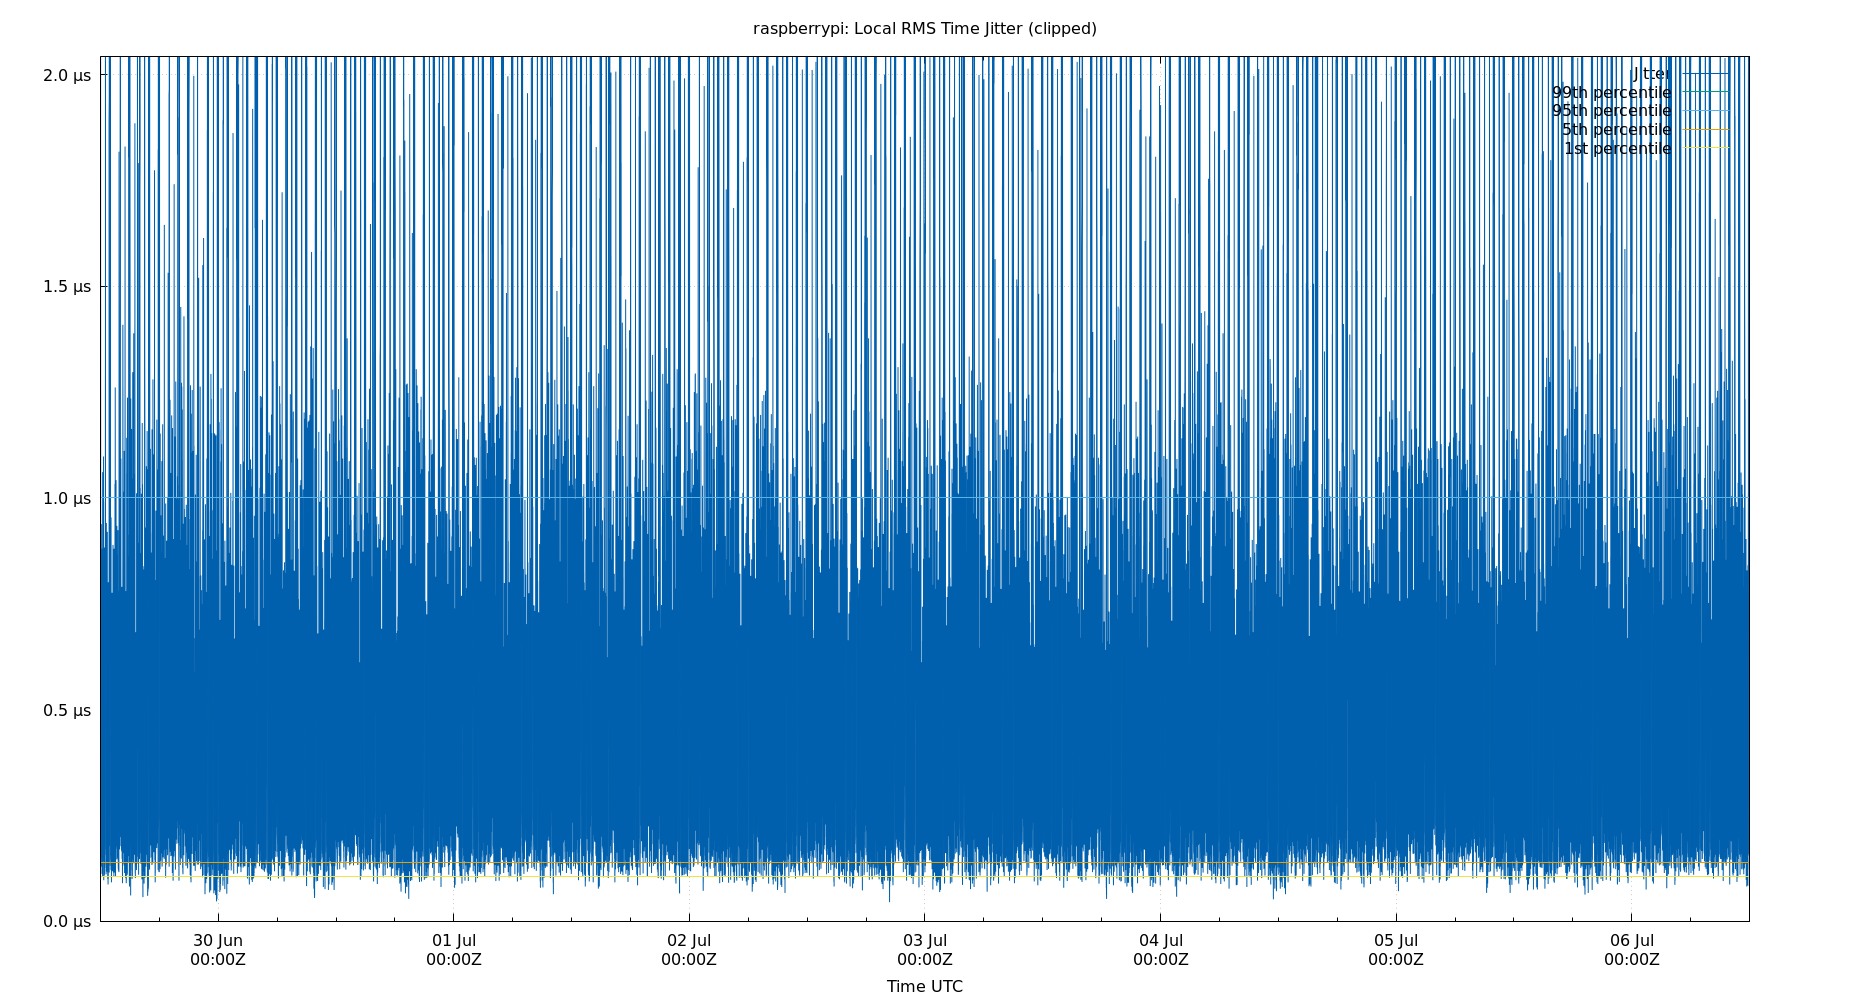 raspberrypi: Local RMS Time Jitter (clipped)
2.0 μs
1.5 μs
1.0 μs
0.5 μs
0.0 μs
Jitter
99th percentile
95th percentile
5th percentile
1st percentile
30 Jun 01 Jul 02 Jul 03 Jul 04 Jul 05 Jul 06 Jul
00:00Z 00:00Z 00:00Z 00:00Z 00:00Z 00:00Z 00:00Z
Time UTC